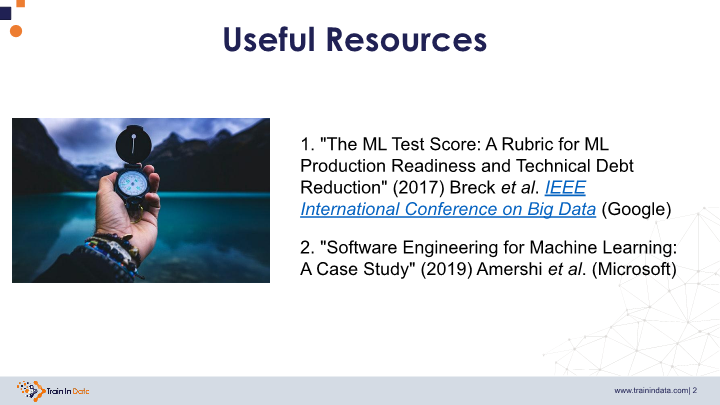 Useful Resources
1. "The ML Test Score: A Rubric for ML
Production Readiness and Technical Debt
Reduction" (2017) Breck et al. IEEE
International Conference on Big Data (Google)
2. "Software Engineering for Machine Learning:
A Case Study" (2019) Amershi et al. (Microsoft)
Train In Data
www.trainindata.com| 2